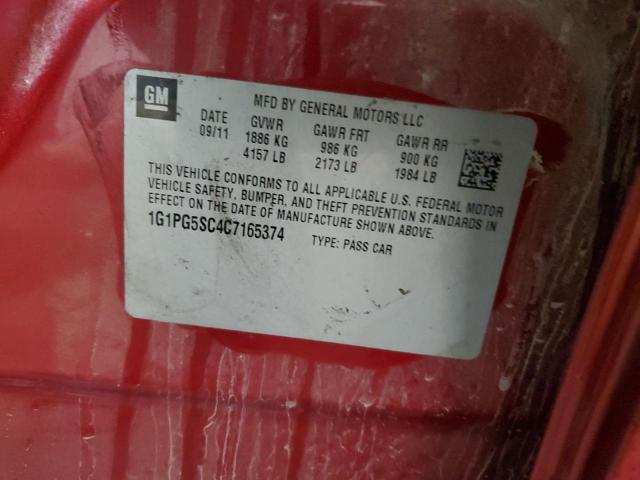 GM
MFD BY GENERAL MOTORS LLC
DATE GVWR GAWR FRT GAWR RR
09/11 1886 KG 986 KG 900 KG
4157 LB 2173 LB 1984 LB
THIS VEHICLE CONFORMS TO ALL APPLICABLE U.S. FEDERAL MOTOR
VEHICLE SAFETY, BUMPER, AND THEFT PREVENTION STANDARDS IN
EFFECT ON THE DATE OF MANUFACTURE SHOWN ABOVE.
1G1PG5SC4C7165374 TYPE: PASS CAR